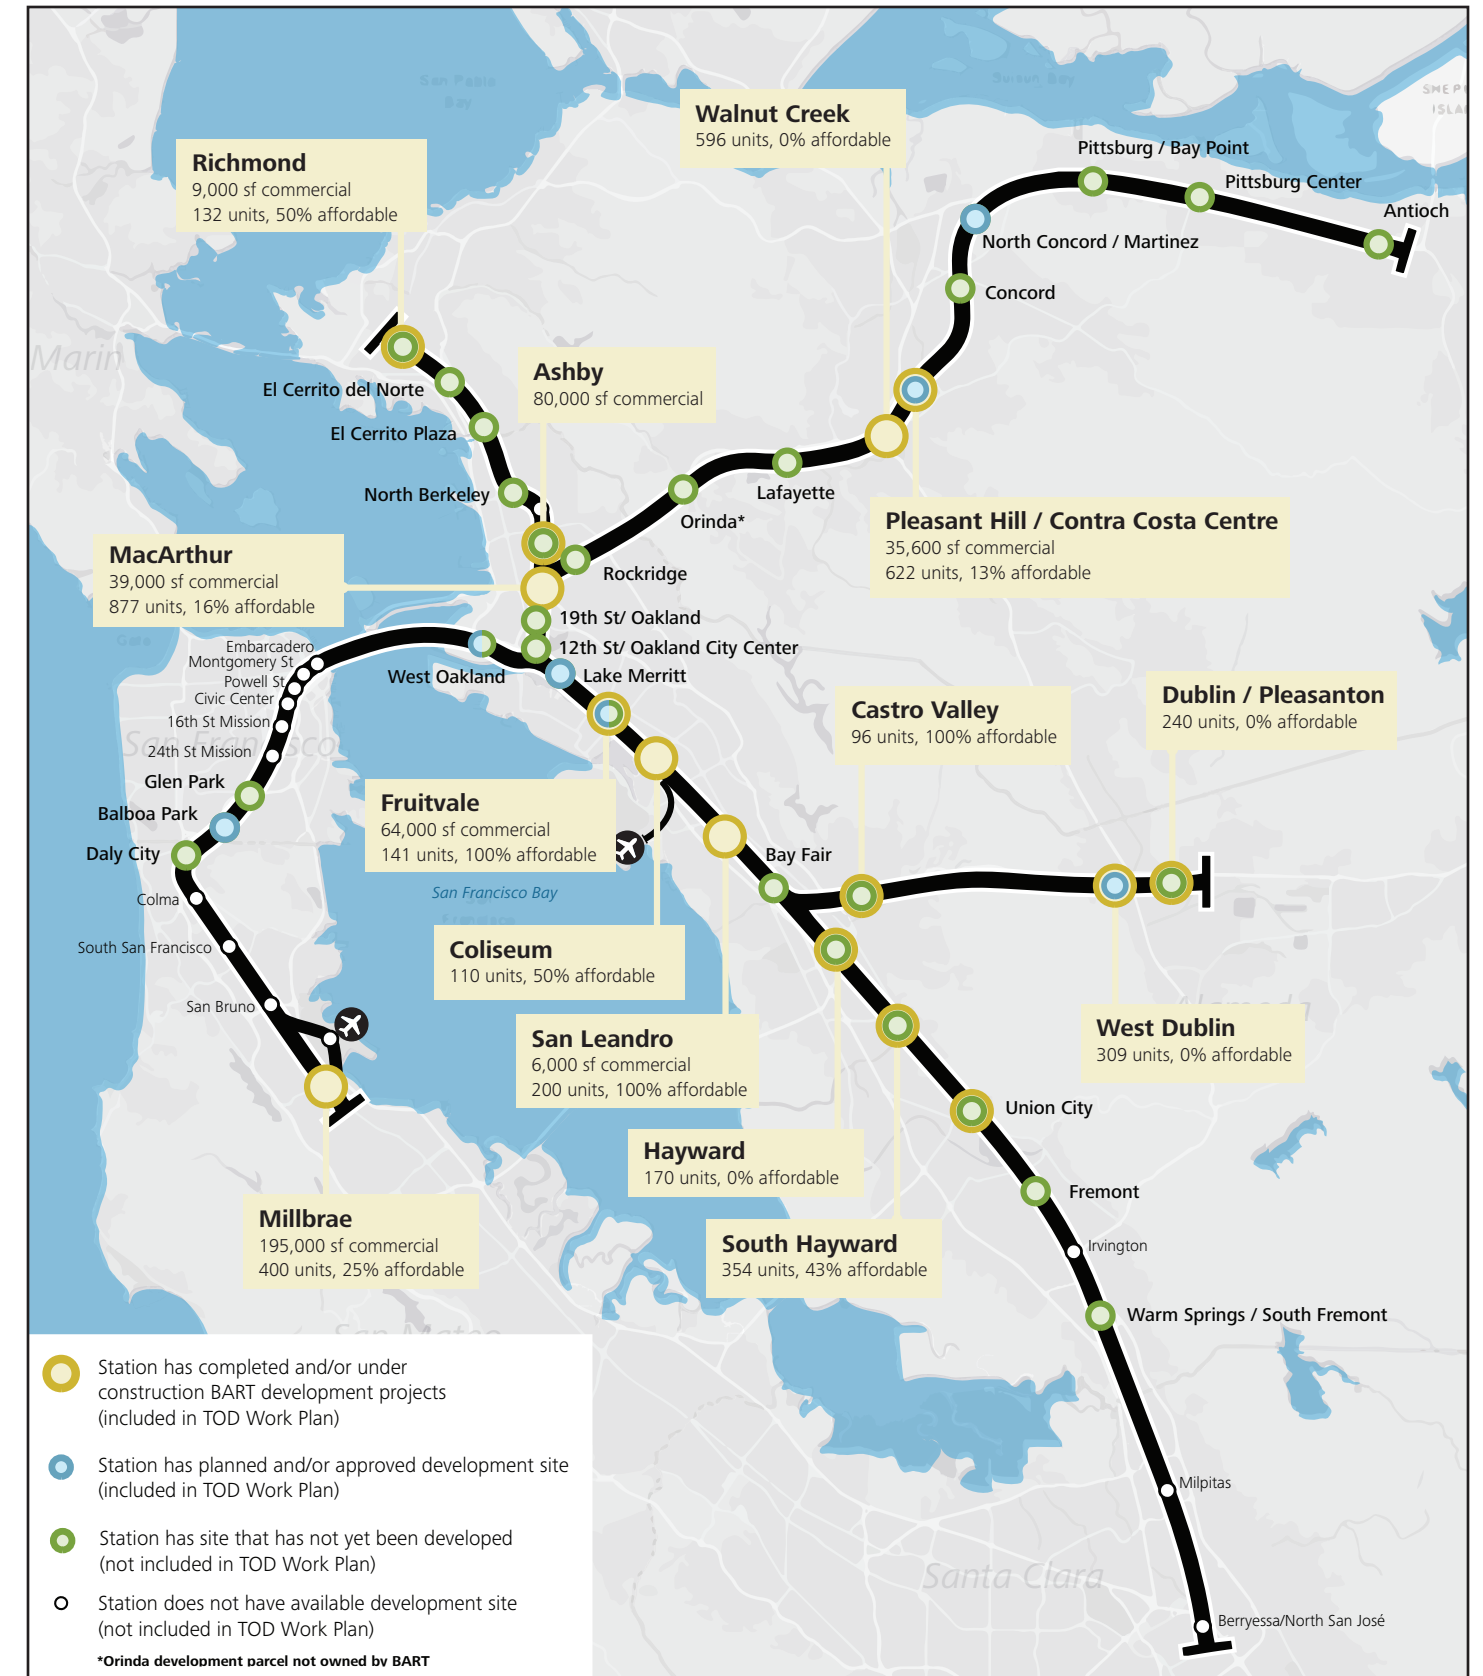 San Pablo
Bay
Suisun Bay
Walnut Creek
596 units, 0% affordable
Richmond
9,000 sf commercial
132 units, 50% affordable
Pittsburg / Bay Point
Pittsburg Center
Antioch
North Concord / Martinez
Concord
Marin
El Cerrito del Norte
Ashby
80,000 sf commercial
El Cerrito Plaza
North Berkeley
Lafayette
Orinda*
Pleasant Hill / Contra Costa Centre
35,600 sf commercial
622 units, 13% affordable
MacArthur
39,000 sf commercial
877 units, 16% affordable
Rockridge
19th St/ Oakland
12th St/ Oakland City Center
Gate
Embarcadero
Montgomery St
Powell St
Civic Center
16th St Mission
24th St Mission
San Francisco
West Oakland
Lake Merritt
Castro Valley
96 units, 100% affordable
Dublin / Pleasanton
240 units, 0% affordable
Glen Park
Balboa Park
Daly City
Fruitvale
64,000 sf commercial
141 units, 100% affordable
Bay Fair
San Francisco Bay
Francisco
Colma
South San Francisco
San Bruno
Coliseum
110 units, 50% affordable
Alameda
San Leandro
6,000 sf commercial
200 units, 100% affordable
West Dublin
309 units, 0% affordable
Union City
Hayward
170 units, 0% affordable
Fremont
Millbrae
195,000 sf commercial
400 units, 25% affordable
South Hayward
354 units, 43% affordable
Irvington
Warm Springs / South Fremont
San Mateo
Station has completed and/or under
construction BART development projects
(included in TOD Work Plan)
Station has planned and/or approved development site
(included in TOD Work Plan)
Station has site that has not yet been developed
(not included in TOD Work Plan)
Station does not have available development site
(not included in TOD Work Plan)
*Orinda development parcel not owned by BART
Milpitas
Santa Clara
Berryessa/North San José